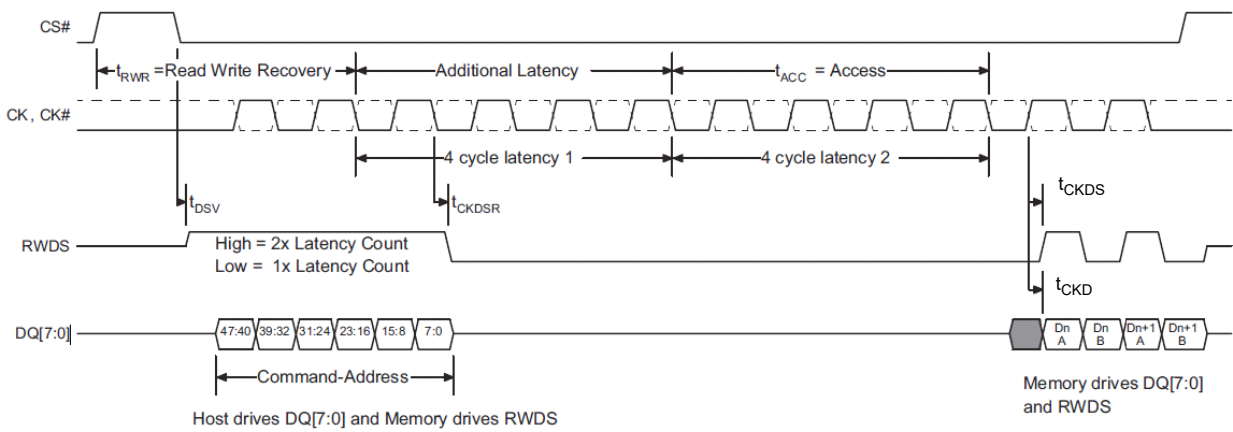 CS#
tRWR =Read Write Recovery
Additional Latency
tACC = Access
CK , CK#
4 cycle latency 1
4 cycle latency 2
tDSV
tCKDSR
tCKDS
RWDS
High = 2x Latency Count
Low = 1x Latency Count
tCKD
DQ[7:0]
47:40 39:32 31:24 23:16 15:8 7:0
Dn A
Dn B
Dn+1 A
Dn+1 B
Command-Address
Memory drives DQ[7:0]
and RWDS
Host drives DQ[7:0] and Memory drives RWDS